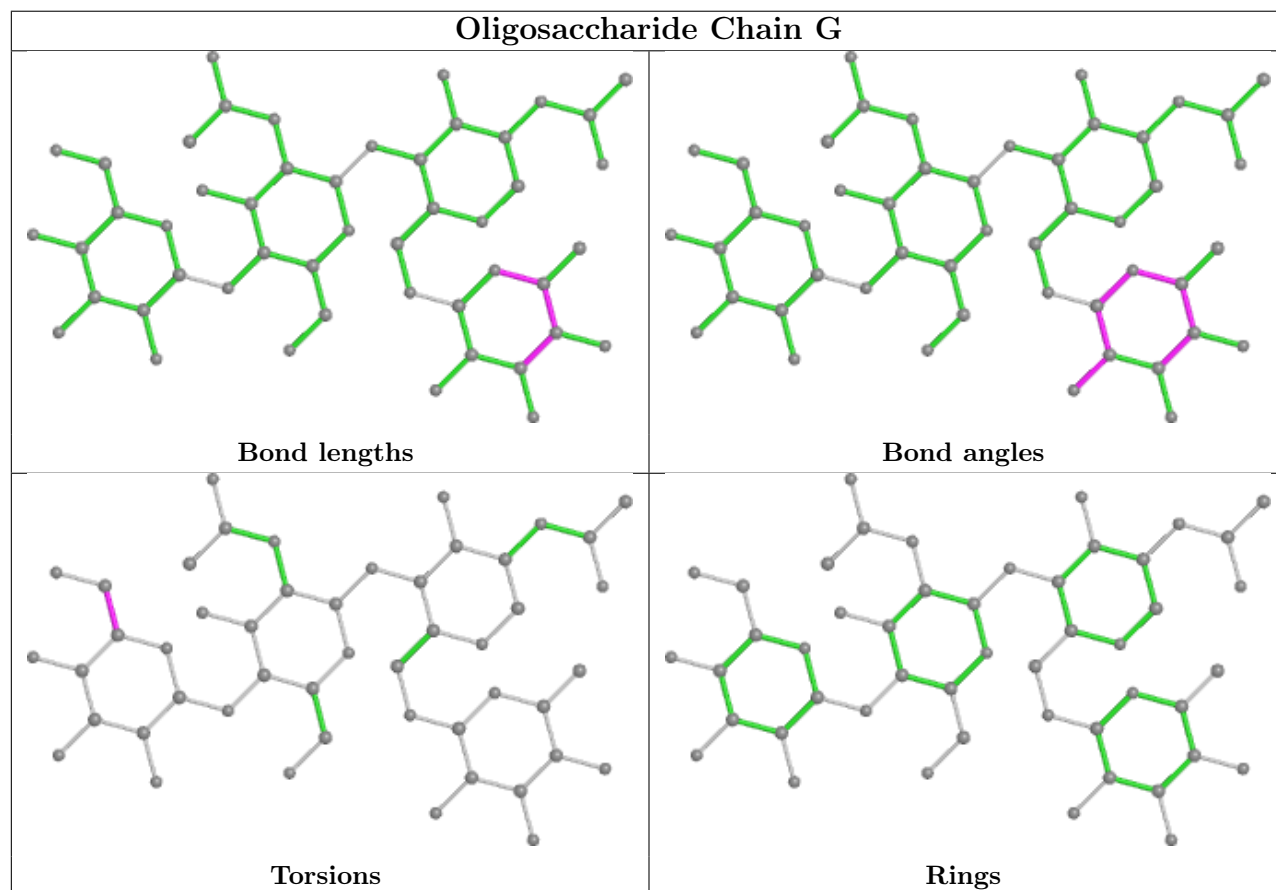 Oligosaccharide Chain G
Bond lengths
Bond angles
Torsions
Rings